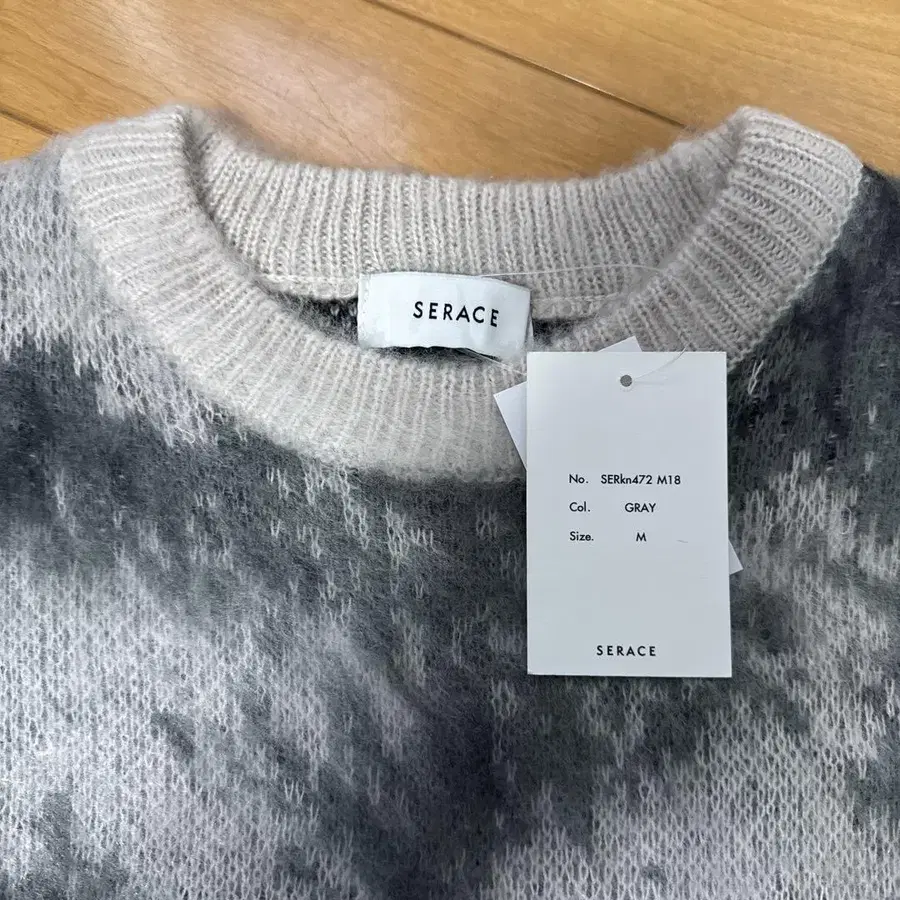 SERACE
No. SERkn472 M18
Col. GRAY
Size. M
SERACE